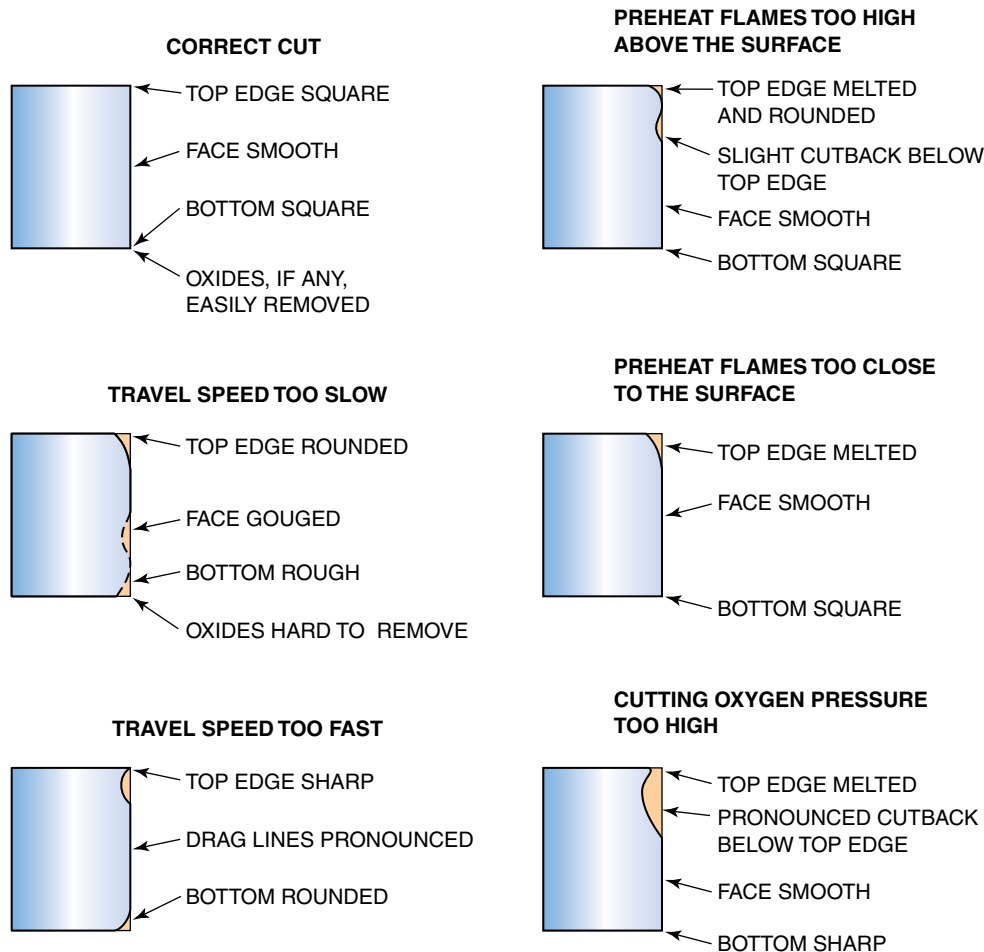 CORRECT CUT
TOP EDGE SQUARE
FACE SMOOTH
BOTTOM SQUARE
OXIDES, IF ANY,
EASILY REMOVED
PREHEAT FLAMES TOO HIGH
ABOVE THE SURFACE
TOP EDGE MELTED
AND ROUNDED
SLIGHT CUTBACK BELOW
TOP EDGE
FACE SMOOTH
BOTTOM SQUARE
TRAVEL SPEED TOO SLOW
TOP EDGE ROUNDED
FACE GOUGED
BOTTOM ROUGH
OXIDES HARD TO REMOVE
PREHEAT FLAMES TOO CLOSE
TO THE SURFACE
TOP EDGE MELTED
FACE SMOOTH
BOTTOM SQUARE
TRAVEL SPEED TOO FAST
TOP EDGE SHARP
DRAG LINES PRONOUNCED
BOTTOM ROUNDED
CUTTING OXYGEN PRESSURE
TOO HIGH
TOP EDGE MELTED
PRONOUNCED CUTBACK
BELOW TOP EDGE
FACE SMOOTH
BOTTOM SHARP